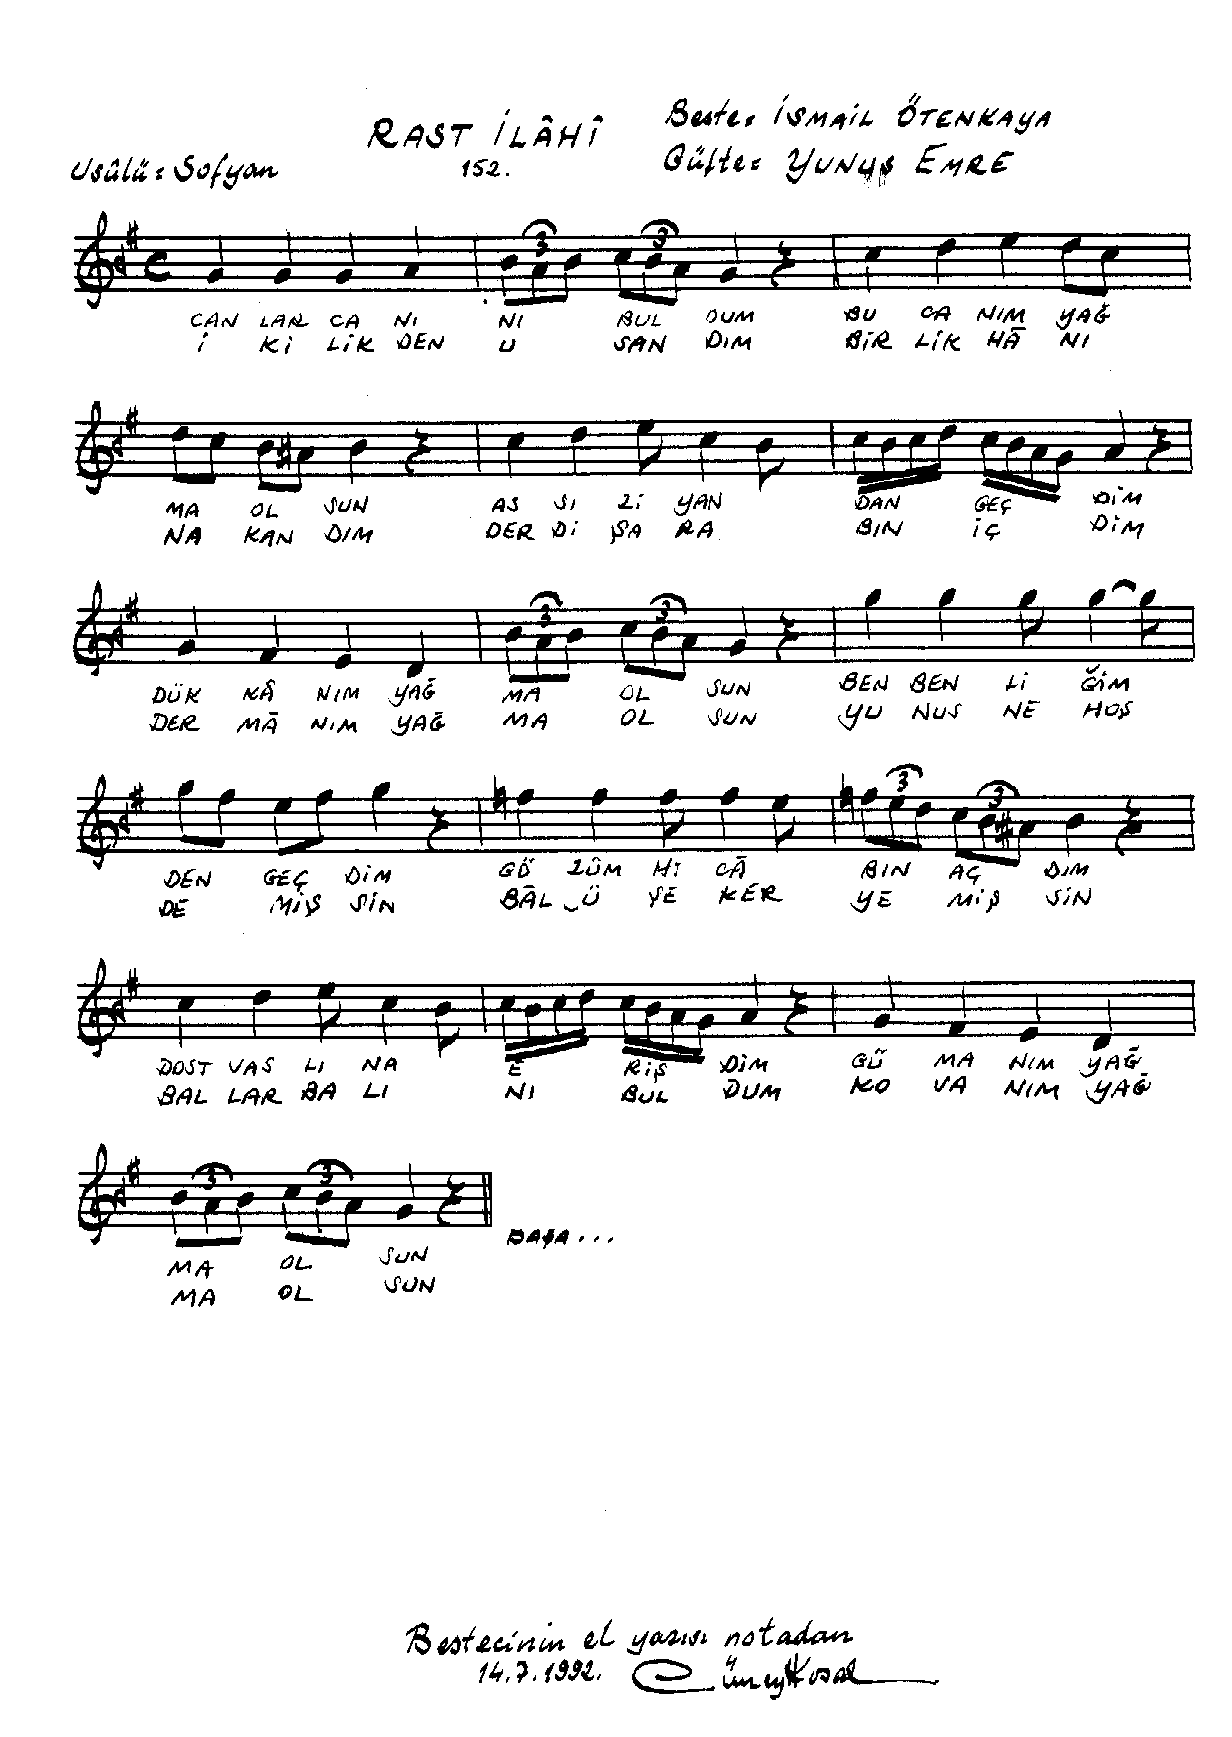 RAST İLÂHÎ
Beste: İSMAİL ÖTENKAYA
Usûlü: Sofyan
152.
Güfte: YUNUS EMRE
3 3
CAN LAR CA NI NI BUL DUM BU CA NIM YAĞ
İ Kİ LİK DEN U SAN DIM BİR LİK HÂ NI
MA OL SUN AS SI Zİ YAN DAN GEÇ DİM
NA KAN DIM DER Dİ ŞA RA BIN İÇ DİM
3 3
DÜK KÂ NIM YAĞ MA OL SUN BEN BEN Lİ ĞİM
DER MÂ NIM YAĞ MA OL SUN YU NUS NE HOŞ
3 3
DEN GEÇ DİM GÖ ZÜM Hİ CÂ BIN AÇ DIM
DE MİŞ SİN BÂL Ü ŞE KER YE MİŞ SİN
DOST VAS LI NA E RİŞ DİM GÜ MA NIM YAĞ
BAL LAR BA LI NI BUL DUM KO VA NIM YAĞ
3 3
MA OL SUN
MA OL SUN
BAŞA...
Bestecinin el yazısı notadan
14.7.1992. Cüneyt Kosal